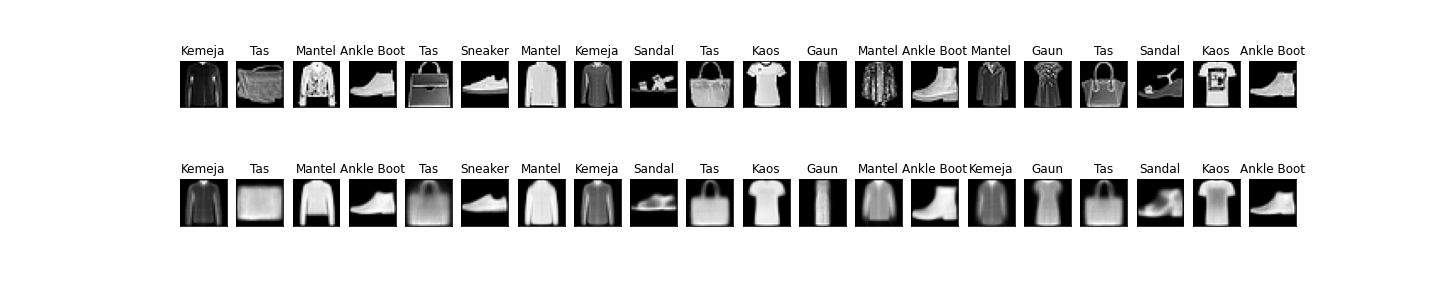 Kemeja Tas Mantel Ankle Boot Tas Sneaker Mantel Kemeja Sandal Tas Kaos Gaun Mantel Ankle Boot Mantel Gaun Tas Sandal Kaos Ankle Boot
Kemeja Tas Mantel Ankle Boot Tas Sneaker Mantel Kemeja Sandal Tas Kaos Gaun Mantel Ankle Boot Kemeja Gaun Tas Sandal Kaos Ankle Boot